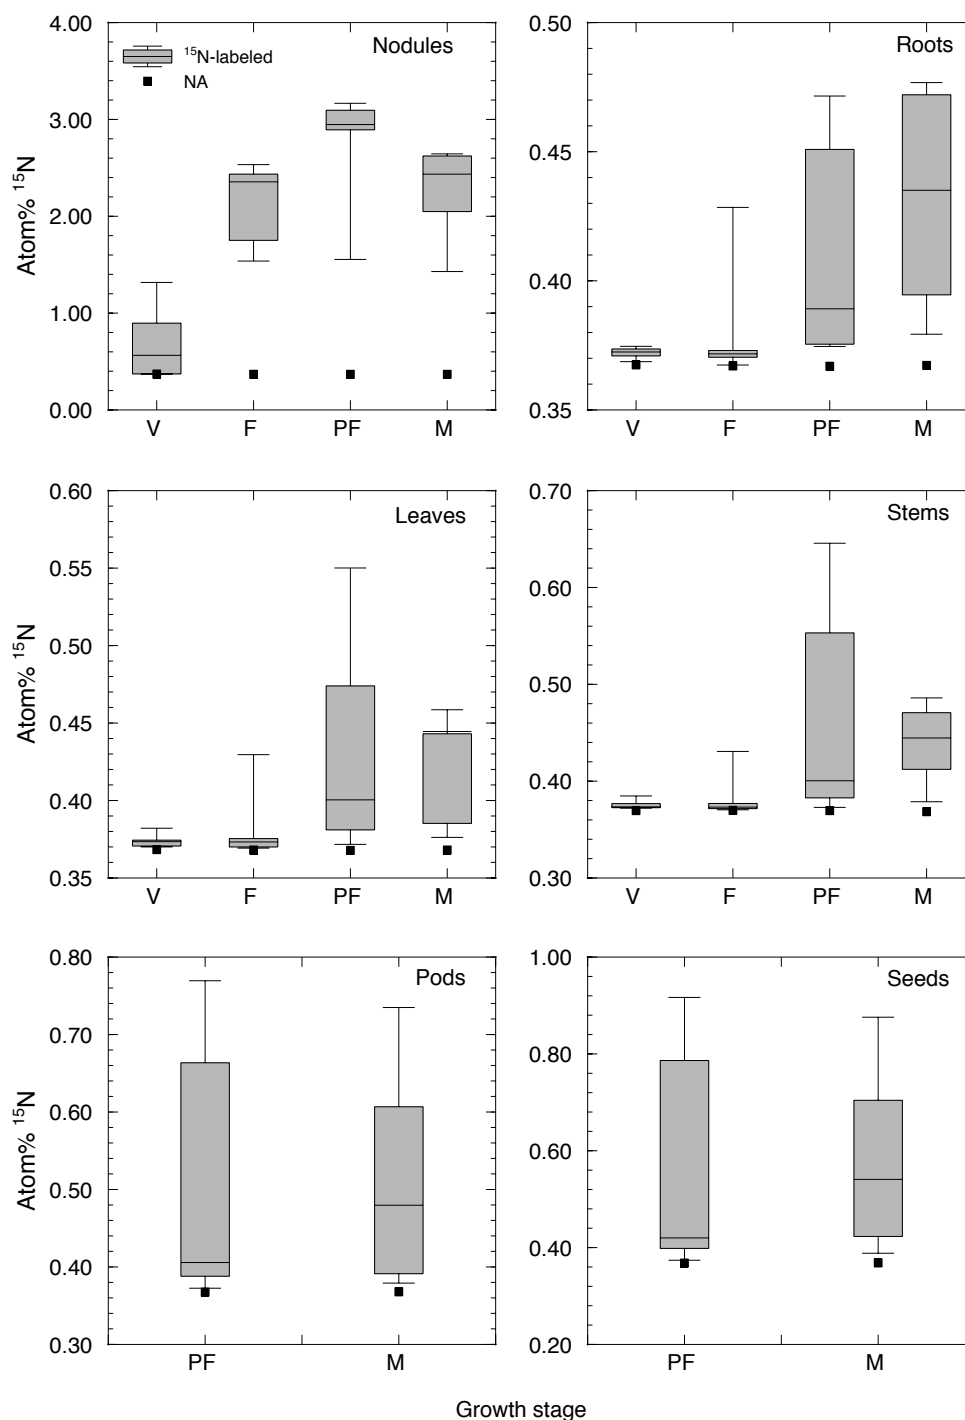 Nodules
¹⁵N-labeled
NA
Atom% ¹⁵N
4.00
3.00
2.00
1.00
0.00
V F PF M
Roots
0.50
0.45
0.40
0.35
V F PF M
Leaves
Atom% ¹⁵N
0.60
0.55
0.50
0.45
0.40
0.35
V F PF M
Stems
0.70
0.60
0.50
0.40
0.30
V F PF M
Pods
Atom% ¹⁵N
0.80
0.70
0.60
0.50
0.40
0.30
PF M
Seeds
1.00
0.80
0.60
0.40
0.20
PF M
Growth stage